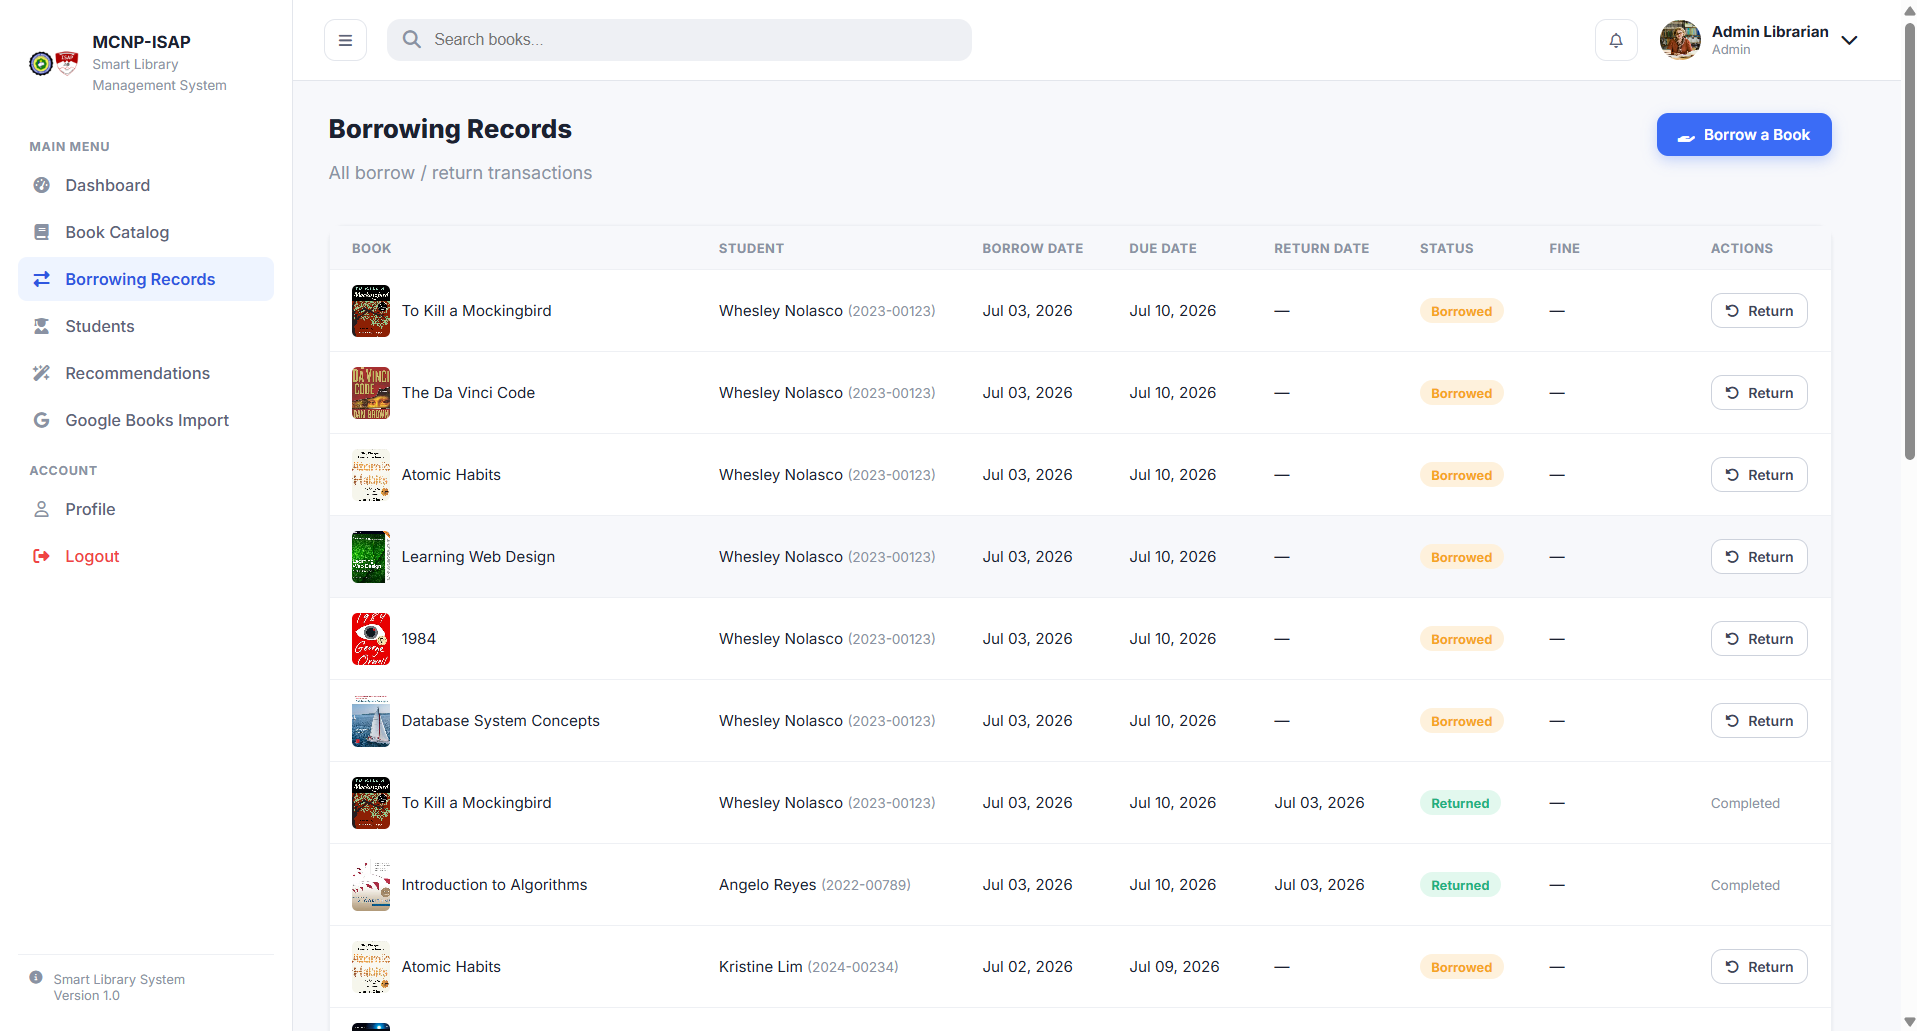 MCNP-ISAP
Smart Library
Management System
MAIN MENU
Dashboard
Book Catalog
Borrowing Records
Students
Recommendations
Google Books Import
ACCOUNT
Profile
Logout
Smart Library System
Version 1.0
Search books...
Admin Librarian
Admin
Borrowing Records
All borrow / return transactions
Borrow a Book
BOOK STUDENT BORROW DATE DUE DATE RETURN DATE STATUS FINE ACTIONS
To Kill a Mockingbird Whesley Nolasco (2023-00123) Jul 03, 2026 Jul 10, 2026 — Borrowed — Return
The Da Vinci Code Whesley Nolasco (2023-00123) Jul 03, 2026 Jul 10, 2026 — Borrowed — Return
Atomic Habits Whesley Nolasco (2023-00123) Jul 03, 2026 Jul 10, 2026 — Borrowed — Return
Learning Web Design Whesley Nolasco (2023-00123) Jul 03, 2026 Jul 10, 2026 — Borrowed — Return
1984 Whesley Nolasco (2023-00123) Jul 03, 2026 Jul 10, 2026 — Borrowed — Return
Database System Concepts Whesley Nolasco (2023-00123) Jul 03, 2026 Jul 10, 2026 — Borrowed — Return
To Kill a Mockingbird Whesley Nolasco (2023-00123) Jul 03, 2026 Jul 10, 2026 Jul 03, 2026 Returned — Completed
Introduction to Algorithms Angelo Reyes (2022-00789) Jul 03, 2026 Jul 10, 2026 Jul 03, 2026 Returned — Completed
Atomic Habits Kristine Lim (2024-00234) Jul 02, 2026 Jul 09, 2026 — Borrowed — Return